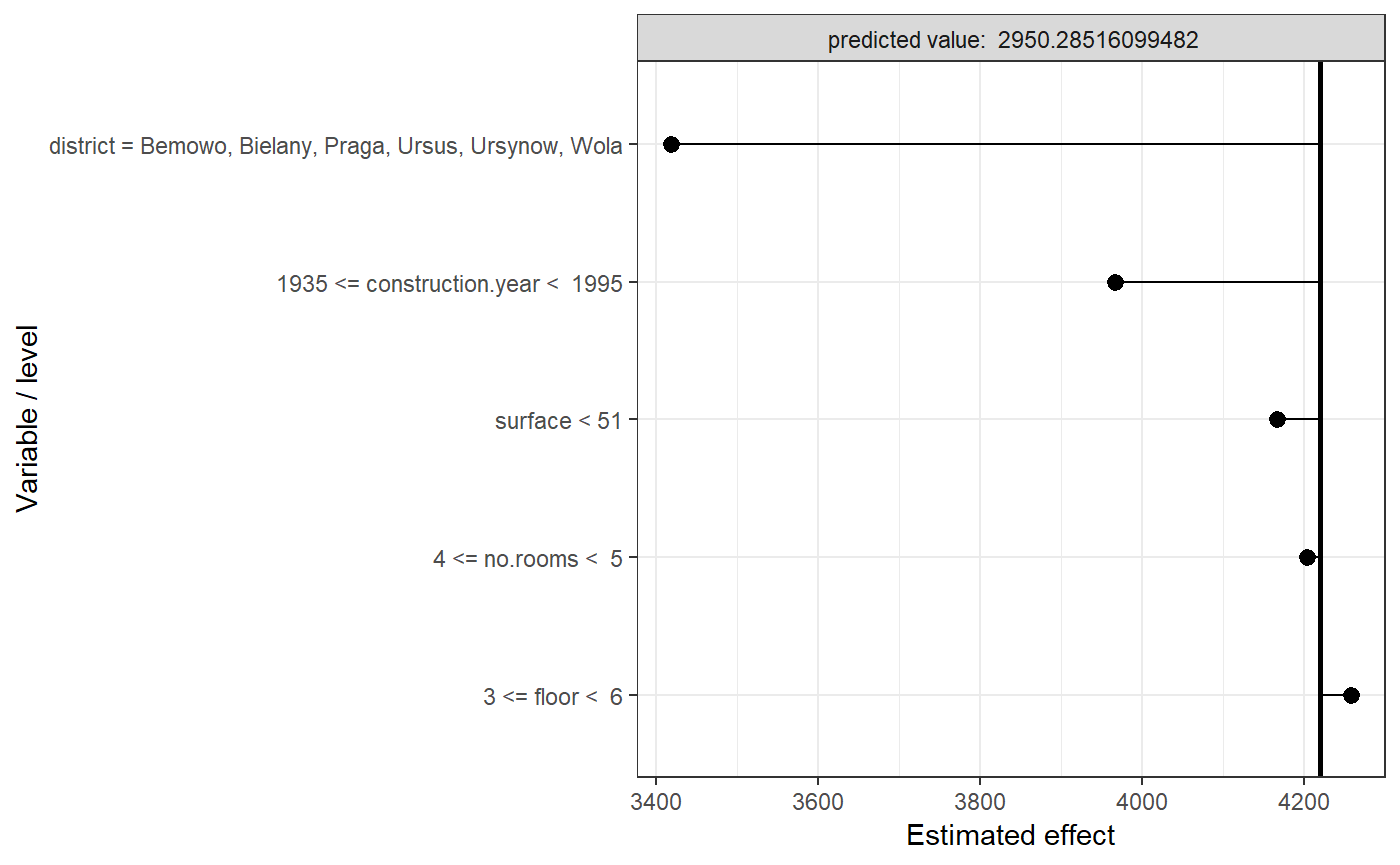 predicted value:  2950.28516099482
district = Bemowo, Bielany, Praga, Ursus, Ursynow, Wola
1935 <= construction.year <  1995
surface < 51
4 <= no.rooms <  5
3 <= floor <  6
Variable / level
3400 3600 3800 4000 4200
Estimated effect